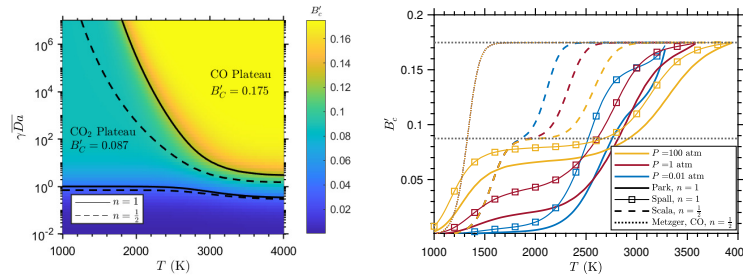 B'_c
10^6
10^4
10^2
10^0
10^-2
γDa
CO Plateau
B'_C = 0.175
CO₂ Plateau
B'_C = 0.087
n = 1
n = 1/2
1000 2000 3000 4000
T (K)
0.16
0.14
0.12
0.10
0.08
0.06
0.04
0.02
0.2
0.15
0.1
0.05
B'_c
P =100 atm
P =1 atm
P =0.01 atm
Park, n = 1
Spall, n = 1
Scala, n = 1/2
Metzger, CO, n = 1/2
1000 1500 2000 2500 3000 3500 4000
T (K)